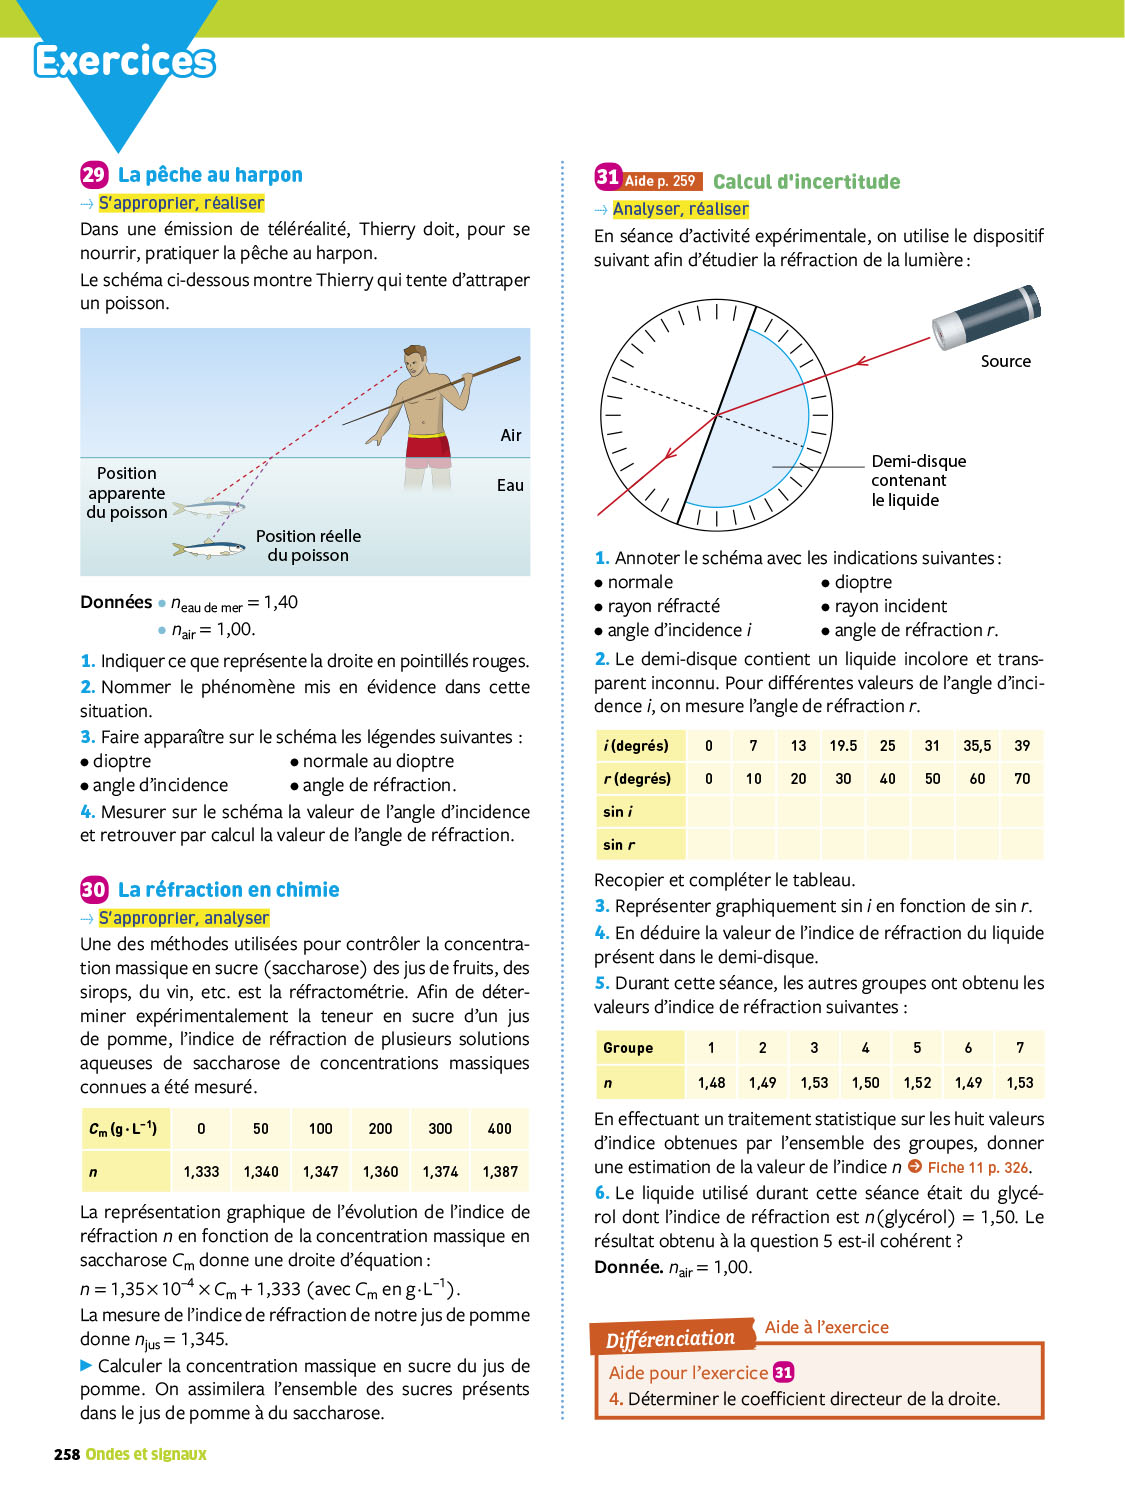 Exercices
29 La pêche au harpon
→ S'approprier, réaliser
Dans une émission de téléréalité, Thierry doit, pour se
nourrir, pratiquer la pêche au harpon.
Le schéma ci-dessous montre Thierry qui tente d'attraper
un poisson.
Air
Eau
Position
apparente
du poisson
Position réelle
du poisson
Données • n eau de mer = 1,40
• n air = 1,00.
1. Indiquer ce que représente la droite en pointillés rouges.
2. Nommer le phénomène mis en évidence dans cette
situation.
3. Faire apparaître sur le schéma les légendes suivantes :
• dioptre • normale au dioptre
• angle d'incidence • angle de réfraction.
4. Mesurer sur le schéma la valeur de l'angle d'incidence
et retrouver par calcul la valeur de l'angle de réfraction.
30 La réfraction en chimie
→ S'approprier, analyser
Une des méthodes utilisées pour contrôler la concentra-
tion massique en sucre (saccharose) des jus de fruits, des
sirops, du vin, etc. est la réfractométrie. Afin de déter-
miner expérimentalement la teneur en sucre d'un jus
de pomme, l'indice de réfraction de plusieurs solutions
aqueuses de saccharose de concentrations massiques
connues a été mesuré.
Cm (g·L⁻¹) 0 50 100 200 300 400
n 1,333 1,340 1,347 1,360 1,374 1,387
La représentation graphique de l'évolution de l'indice de
réfraction n en fonction de la concentration massique en
saccharose Cm donne une droite d'équation :
n = 1,35 × 10⁻⁴ × Cm + 1,333 (avec Cm en g·L⁻¹).
La mesure de l'indice de réfraction de notre jus de pomme
donne n jus = 1,345.
► Calculer la concentration massique en sucre du jus de
pomme. On assimilera l'ensemble des sucres présents
dans le jus de pomme à du saccharose.
31 Aide p. 259 Calcul d'incertitude
→ Analyser, réaliser
En séance d'activité expérimentale, on utilise le dispositif
suivant afin d'étudier la réfraction de la lumière :
Source
Demi-disque
contenant
le liquide
1. Annoter le schéma avec les indications suivantes :
• normale • dioptre
• rayon réfracté • rayon incident
• angle d'incidence i • angle de réfraction r.
2. Le demi-disque contient un liquide incolore et trans-
parent inconnu. Pour différentes valeurs de l'angle d'inci-
dence i, on mesure l'angle de réfraction r.
i (degrés) 0 7 13 19.5 25 31 35,5 39
r (degrés) 0 10 20 30 40 50 60 70
sin i
sin r
Recopier et compléter le tableau.
3. Représenter graphiquement sin i en fonction de sin r.
4. En déduire la valeur de l'indice de réfraction du liquide
présent dans le demi-disque.
5. Durant cette séance, les autres groupes ont obtenu les
valeurs d'indice de réfraction suivantes :
Groupe 1 2 3 4 5 6 7
n 1,48 1,49 1,53 1,50 1,52 1,49 1,53
En effectuant un traitement statistique sur les huit valeurs
d'indice obtenues par l'ensemble des groupes, donner
une estimation de la valeur de l'indice n ➔ Fiche 11 p. 326.
6. Le liquide utilisé durant cette séance était du glycé-
rol dont l'indice de réfraction est n(glycérol) = 1,50. Le
résultat obtenu à la question 5 est-il cohérent ?
Donnée. n air = 1,00.
Différenciation Aide à l'exercice
Aide pour l'exercice 31
4. Déterminer le coefficient directeur de la droite.
258 Ondes et signaux